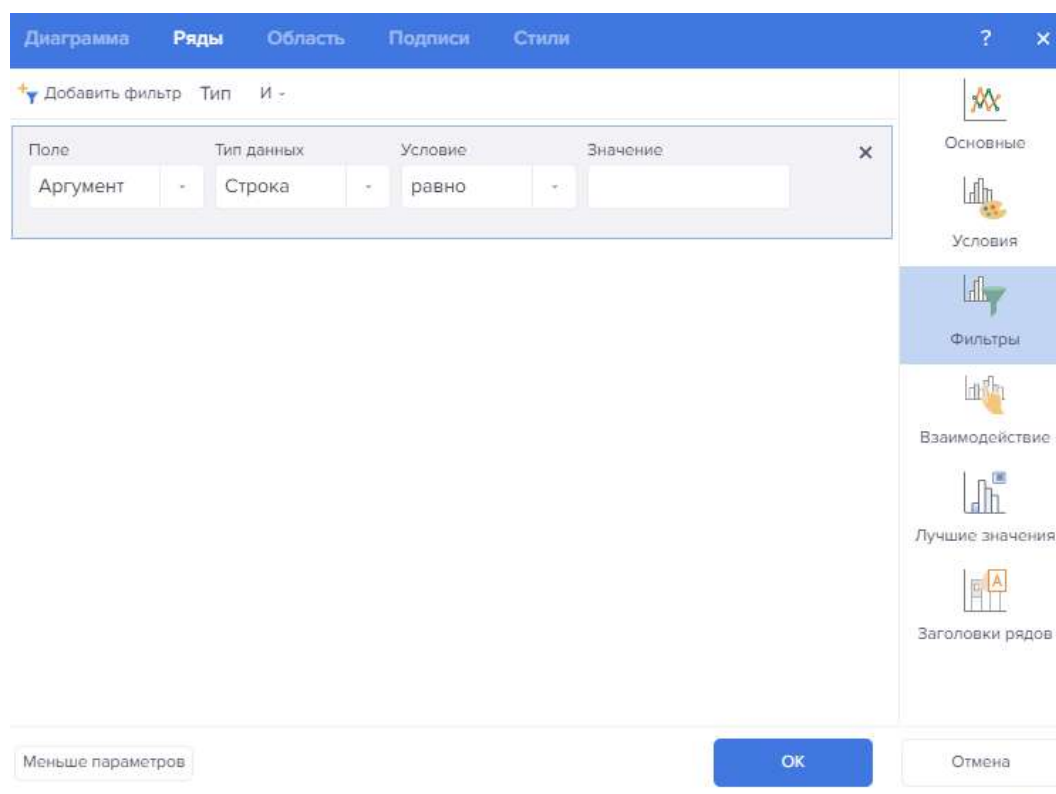 Диаграмма Ряды Область Подписи Стили ? ×
Добавить фильтр Тип И
Поле Тип данных Условие Значение ×
Аргумент Строка равно
Основные
Условия
Фильтры
Взаимодействие
Лучшие значения
A
Заголовки рядов
Меньше параметров ОК Отмена